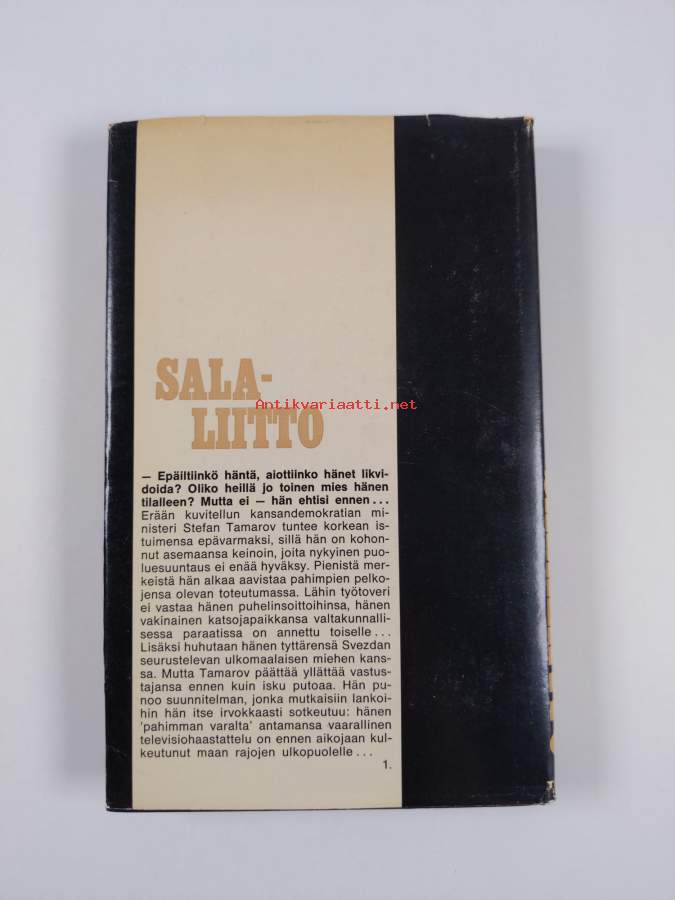 SALA-
LIITTO
Antikvariaatti.net
— Epäiltiinkö häntä, aiottiinko hänet likvi-
doida? Oliko heillä jo toinen mies hänen
tilalleen? Mutta ei — hän ehtisi ennen...
Erään kuvitellun kansandemokratian mi-
nisteri Stefan Tamarov tuntee korkean is-
tuimensa epävarmaksi, sillä hän on kohon-
nut asemaansa keinoin, joita nykyinen puo-
luesuuntaus ei enää hyväksy. Pienistä mer-
keistä hän alkaa aavistaa pahimpien pelko-
jensa olevan toteutumassa. Lähin työtoveri
ei vastaa hänen puhelinsoittoihinsa, hänen
vakinainen katsojapaikkansa valtakunnalli-
sessa paraatissa on annettu toiselle...
Lisäksi huhutaan hänen tyttärensä Svezdan
seurustelevan ulkomaalaisen miehen kans-
sa. Mutta Tamarov päättää yllättää vastus-
tajansa ennen kuin isku putoaa. Hän pu-
noo suunnitelman, jonka mutkaisiin lankoi-
hin hän itse irvokkaasti sotkeutuu: hänen
'pahimman varalta' antamansa vaarallinen
televisiohaastattelu on ennen aikojaan kul-
keutunut maan rajojen ulkopuolelle...
1.